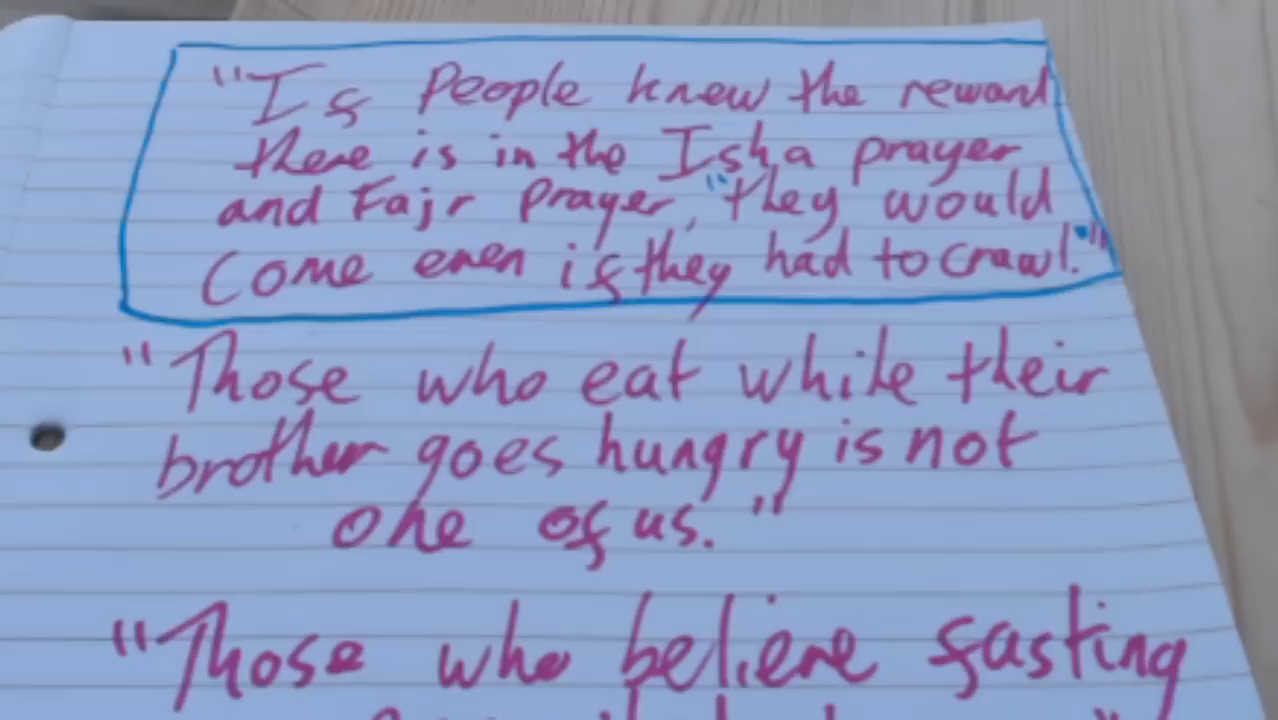 "If People knew the reward
there is in the Isha prayer
and Fajr Prayer, "they would
Come even if they had to crawl."
"Those who eat while their
brother goes hungry is not
one of us."
"Those who believe fasting